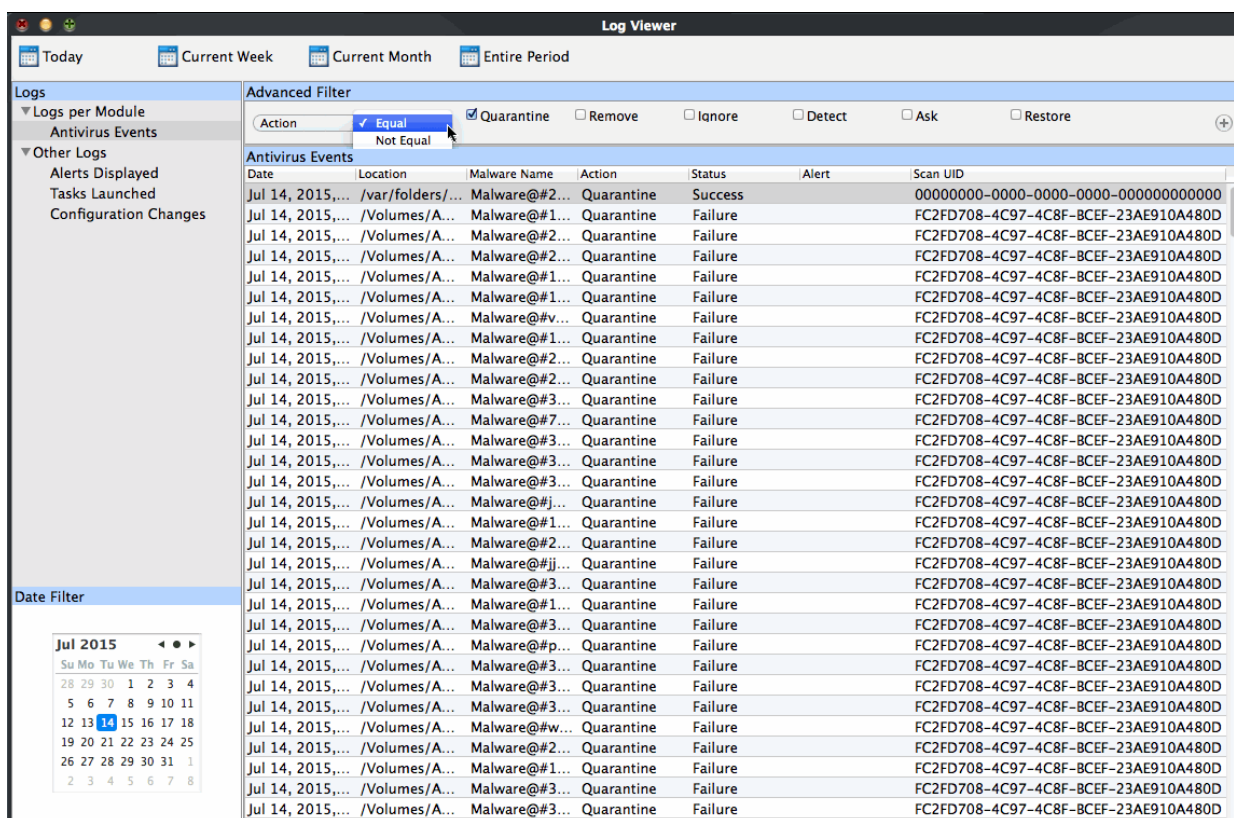 Log Viewer
Today Current Week Current Month Entire Period
Logs
Logs per Module
Antivirus Events
Other Logs
Alerts Displayed
Tasks Launched
Configuration Changes
Advanced Filter
Action ✓ Equal Quarantine Remove Ignore Detect Ask Restore
Not Equal
Antivirus Events
Date Location Malware Name Action Status Alert Scan UID
Jul 14, 2015,... /var/folders/... Malware@#2... Quarantine Success 00000000-0000-0000-0000-000000000000
Jul 14, 2015,... /Volumes/A... Malware@#1... Quarantine Failure FC2FD708-4C97-4C8F-BCEF-23AE910A480D
Jul 14, 2015,... /Volumes/A... Malware@#2... Quarantine Failure FC2FD708-4C97-4C8F-BCEF-23AE910A480D
Jul 14, 2015,... /Volumes/A... Malware@#2... Quarantine Failure FC2FD708-4C97-4C8F-BCEF-23AE910A480D
Jul 14, 2015,... /Volumes/A... Malware@#1... Quarantine Failure FC2FD708-4C97-4C8F-BCEF-23AE910A480D
Jul 14, 2015,... /Volumes/A... Malware@#1... Quarantine Failure FC2FD708-4C97-4C8F-BCEF-23AE910A480D
Jul 14, 2015,... /Volumes/A... Malware@#v... Quarantine Failure FC2FD708-4C97-4C8F-BCEF-23AE910A480D
Jul 14, 2015,... /Volumes/A... Malware@#1... Quarantine Failure FC2FD708-4C97-4C8F-BCEF-23AE910A480D
Jul 14, 2015,... /Volumes/A... Malware@#2... Quarantine Failure FC2FD708-4C97-4C8F-BCEF-23AE910A480D
Jul 14, 2015,... /Volumes/A... Malware@#2... Quarantine Failure FC2FD708-4C97-4C8F-BCEF-23AE910A480D
Jul 14, 2015,... /Volumes/A... Malware@#3... Quarantine Failure FC2FD708-4C97-4C8F-BCEF-23AE910A480D
Jul 14, 2015,... /Volumes/A... Malware@#7... Quarantine Failure FC2FD708-4C97-4C8F-BCEF-23AE910A480D
Jul 14, 2015,... /Volumes/A... Malware@#3... Quarantine Failure FC2FD708-4C97-4C8F-BCEF-23AE910A480D
Jul 14, 2015,... /Volumes/A... Malware@#3... Quarantine Failure FC2FD708-4C97-4C8F-BCEF-23AE910A480D
Jul 14, 2015,... /Volumes/A... Malware@#3... Quarantine Failure FC2FD708-4C97-4C8F-BCEF-23AE910A480D
Jul 14, 2015,... /Volumes/A... Malware@#j... Quarantine Failure FC2FD708-4C97-4C8F-BCEF-23AE910A480D
Jul 14, 2015,... /Volumes/A... Malware@#1... Quarantine Failure FC2FD708-4C97-4C8F-BCEF-23AE910A480D
Jul 14, 2015,... /Volumes/A... Malware@#2... Quarantine Failure FC2FD708-4C97-4C8F-BCEF-23AE910A480D
Jul 14, 2015,... /Volumes/A... Malware@#jj... Quarantine Failure FC2FD708-4C97-4C8F-BCEF-23AE910A480D
Jul 14, 2015,... /Volumes/A... Malware@#3... Quarantine Failure FC2FD708-4C97-4C8F-BCEF-23AE910A480D
Jul 14, 2015,... /Volumes/A... Malware@#1... Quarantine Failure FC2FD708-4C97-4C8F-BCEF-23AE910A480D
Jul 14, 2015,... /Volumes/A... Malware@#3... Quarantine Failure FC2FD708-4C97-4C8F-BCEF-23AE910A480D
Jul 14, 2015,... /Volumes/A... Malware@#p... Quarantine Failure FC2FD708-4C97-4C8F-BCEF-23AE910A480D
Jul 14, 2015,... /Volumes/A... Malware@#3... Quarantine Failure FC2FD708-4C97-4C8F-BCEF-23AE910A480D
Jul 14, 2015,... /Volumes/A... Malware@#3... Quarantine Failure FC2FD708-4C97-4C8F-BCEF-23AE910A480D
Jul 14, 2015,... /Volumes/A... Malware@#3... Quarantine Failure FC2FD708-4C97-4C8F-BCEF-23AE910A480D
Jul 14, 2015,... /Volumes/A... Malware@#w... Quarantine Failure FC2FD708-4C97-4C8F-BCEF-23AE910A480D
Jul 14, 2015,... /Volumes/A... Malware@#2... Quarantine Failure FC2FD708-4C97-4C8F-BCEF-23AE910A480D
Jul 14, 2015,... /Volumes/A... Malware@#1... Quarantine Failure FC2FD708-4C97-4C8F-BCEF-23AE910A480D
Jul 14, 2015,... /Volumes/A... Malware@#3... Quarantine Failure FC2FD708-4C97-4C8F-BCEF-23AE910A480D
Jul 14, 2015,... /Volumes/A... Malware@#3... Quarantine Failure FC2FD708-4C97-4C8F-BCEF-23AE910A480D
Date Filter
Jul 2015
Su Mo Tu We Th Fr Sa
28 29 30 1 2 3 4
5 6 7 8 9 10 11
12 13 14 15 16 17 18
19 20 21 22 23 24 25
26 27 28 29 30 31 1
2 3 4 5 6 7 8